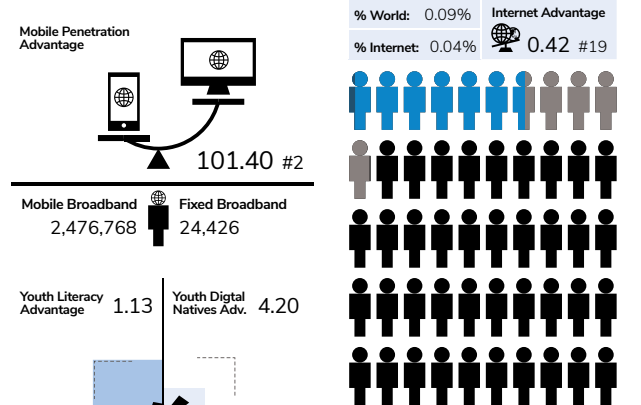 Mobile Penetration
Advantage
101.40 #2
Mobile Broadband
2,476,768
Fixed Broadband
24,426
Youth Literacy
Advantage
1.13
Youth Digtal
Natives Adv.
4.20
% World: 0.09%
% Internet: 0.04%
Internet Advantage
0.42 #19